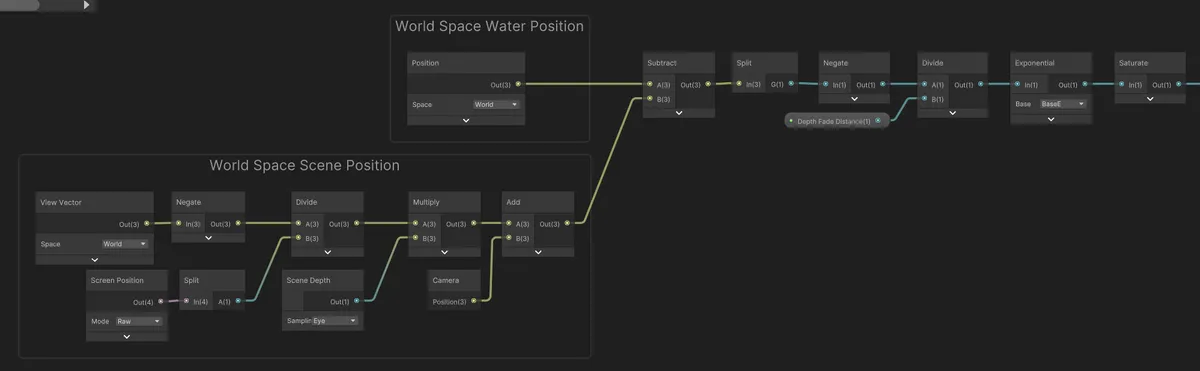 World Space Water Position
Position
Out(3)
Space World
Subtract
A(3) Out(3)
B(3)
Split
In(3) G(1)
Negate
In(1) Out(1)
Depth Fade Distance(1)
Divide
A(1) Out(1)
B(1)
Exponential
In(1) Out(1)
Base BaseE
Saturate
In(1) Out(1)
World Space Scene Position
View Vector
Out(3)
Space World
Negate
In(3) Out(3)
Divide
A(3) Out(3)
B(3)
Multiply
A(3) Out(3)
B(3)
Add
A(3) Out(3)
B(3)
Screen Position
Out(4)
Mode Raw
Split
In(4) A(1)
Scene Depth
Out(1)
Samplin Eye
Camera
Position(3)